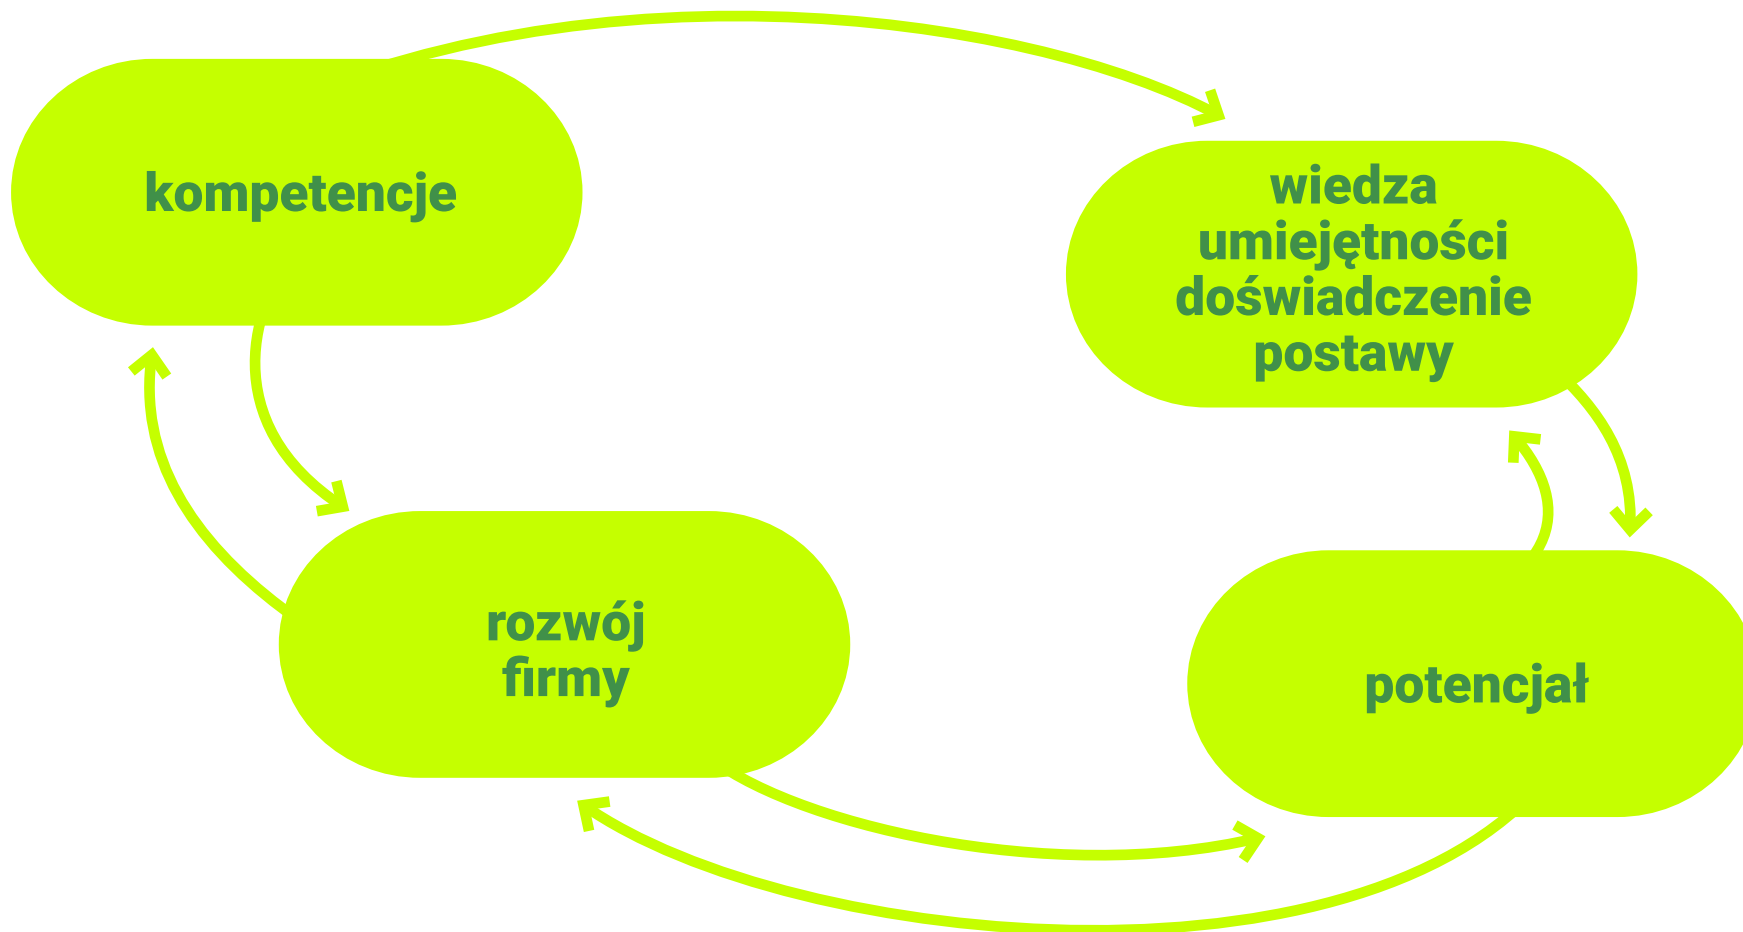 kompetencje
wiedza
umiejętności
doświadczenie
postawy
rozwój
firmy
potencjał